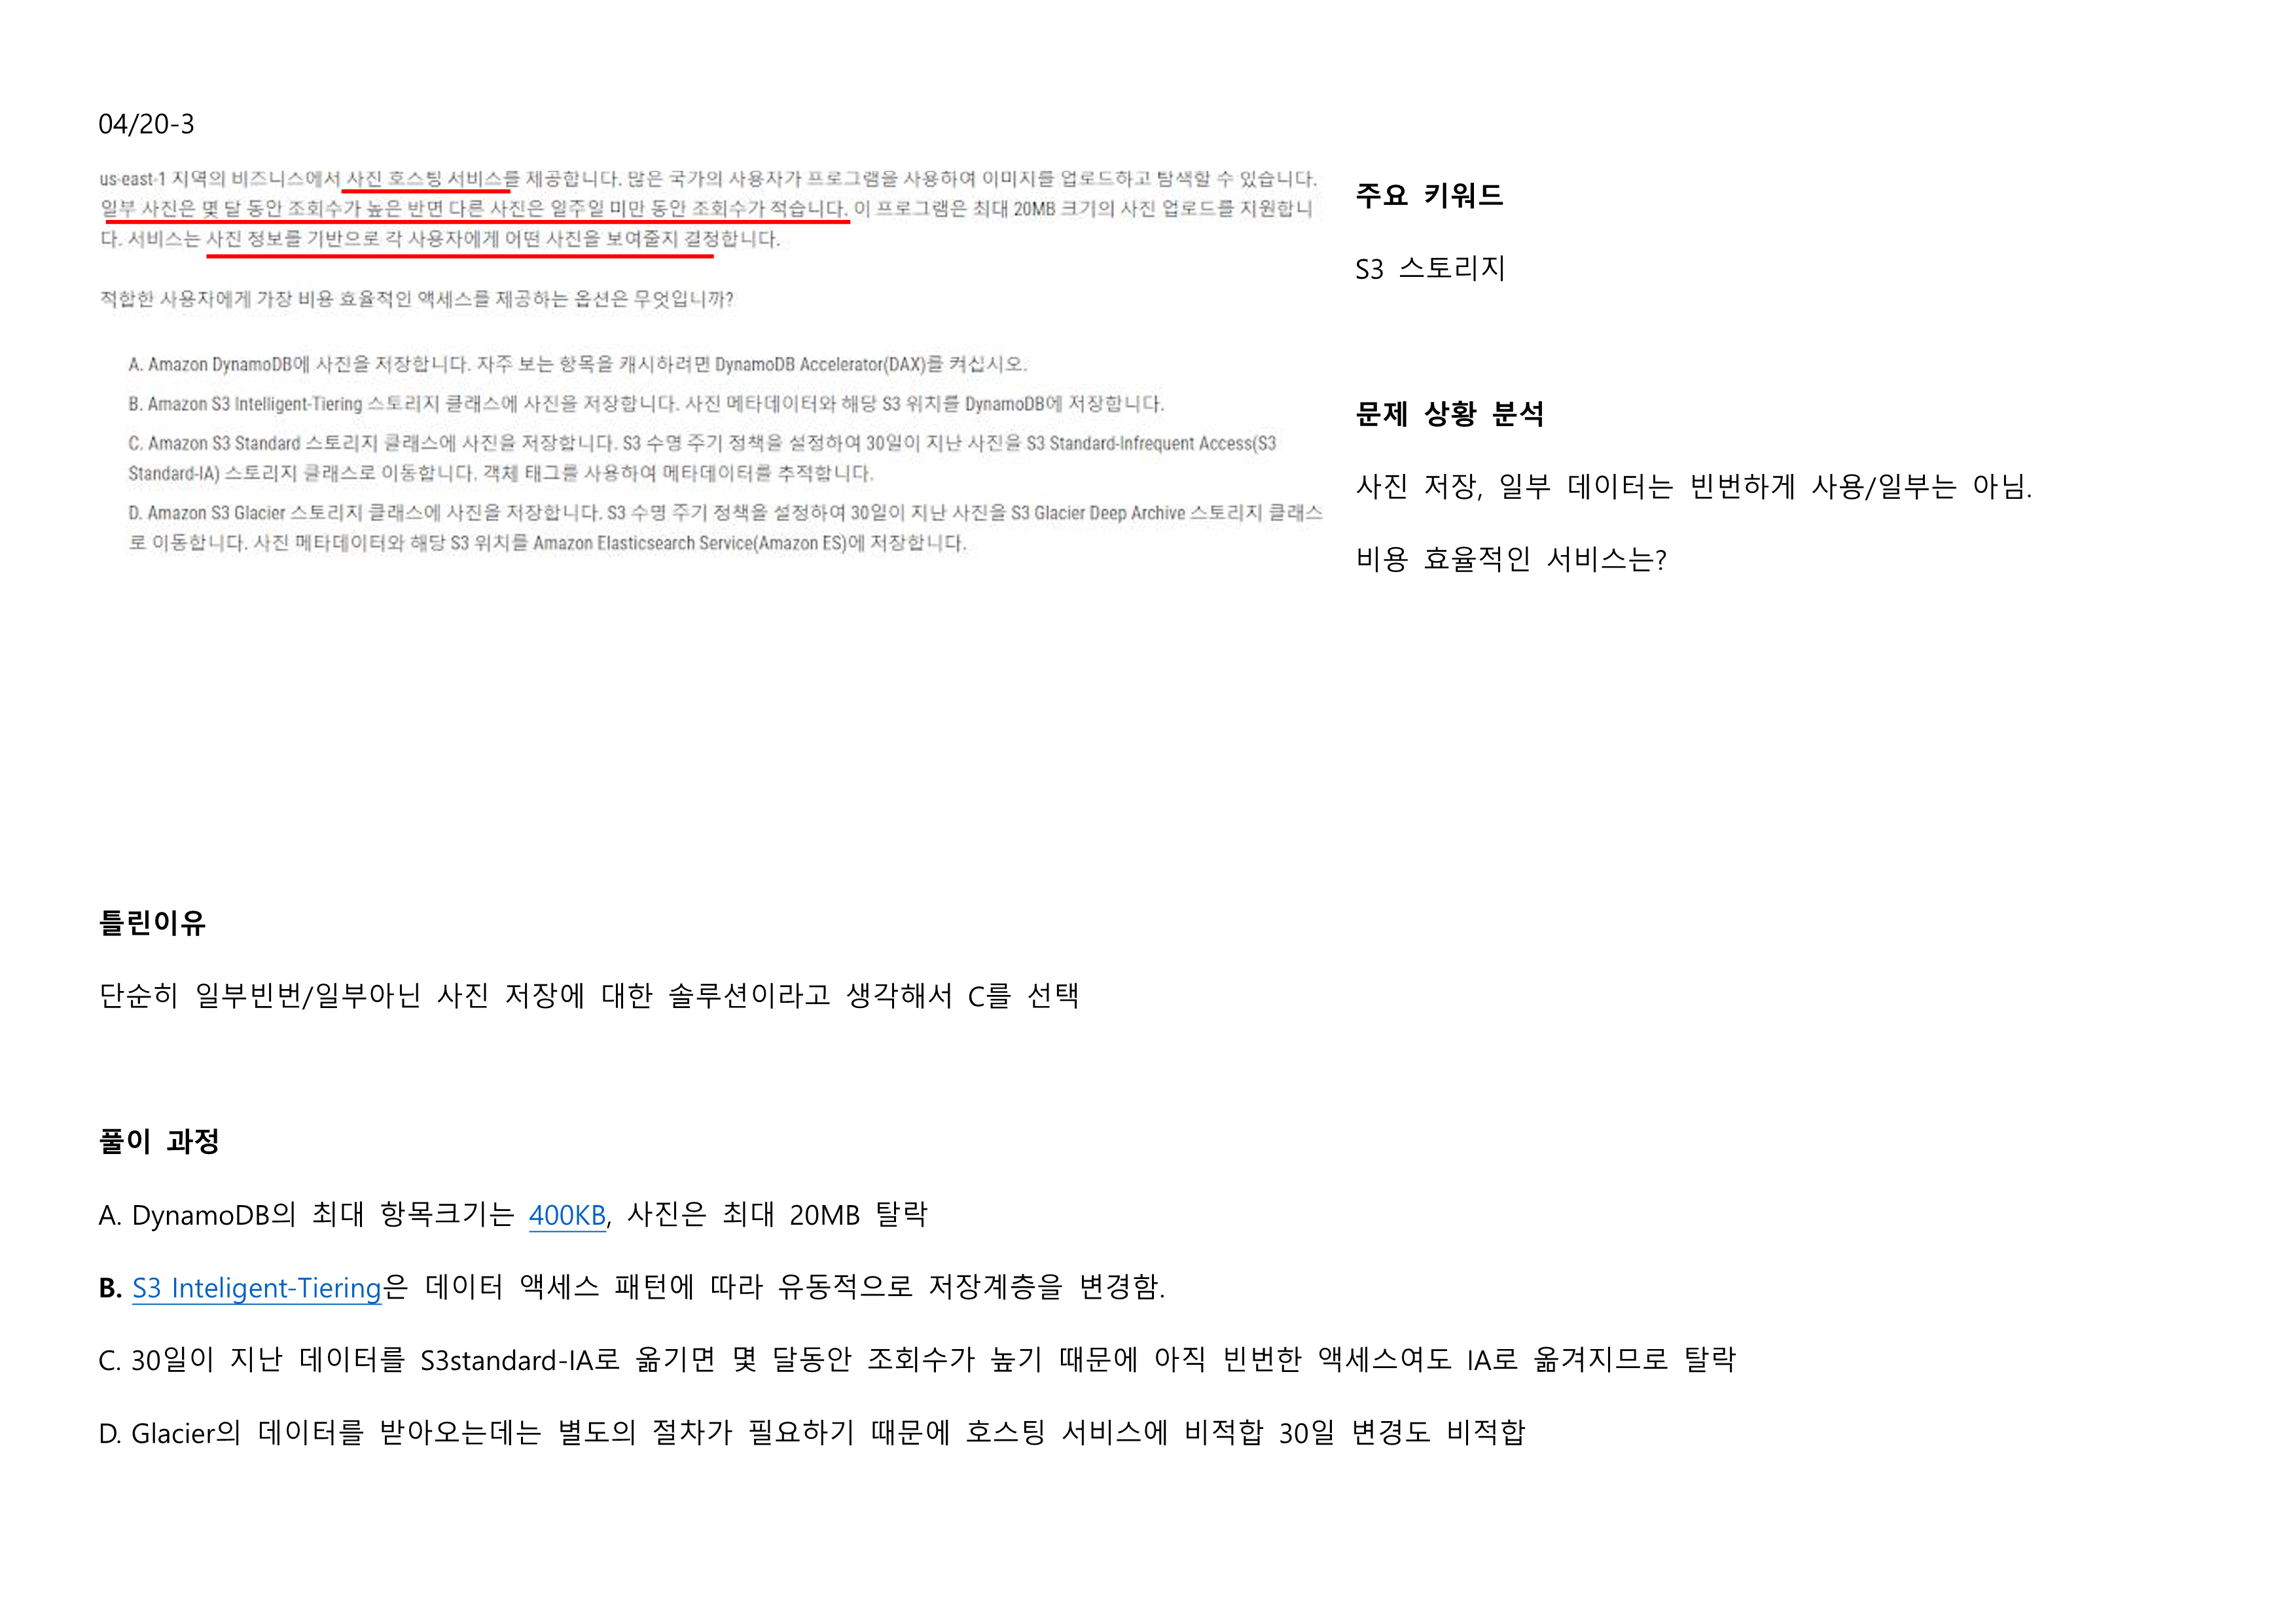 04/20-3
us-east-1 지역의 비즈니스에서 사진 호스팅 서비스를 제공합니다. 많은 국가의 사용자가 프로그램을 사용하여 이미지를 업로드하고 탐색할 수 있습니다.
일부 사진은 몇 달 동안 조회수가 높은 반면 다른 사진은 일주일 미만 동안 조회수가 적습니다. 이 프로그램은 최대 20MB 크기의 사진 업로드를 지원합니
다. 서비스는 사진 정보를 기반으로 각 사용자에게 어떤 사진을 보여줄지 결정합니다.
적합한 사용자에게 가장 비용 효율적인 액세스를 제공하는 옵션은 무엇입니까?
A. Amazon DynamoDB에 사진을 저장합니다. 자주 보는 항목을 캐시하려면 DynamoDB Accelerator(DAX)를 켜십시오.
B. Amazon S3 Intelligent-Tiering 스토리지 클래스에 사진을 저장합니다. 사진 메타데이터와 해당 S3 위치를 DynamoDB에 저장합니다.
C. Amazon S3 Standard 스토리지 클래스에 사진을 저장합니다. S3 수명 주기 정책을 설정하여 30일이 지난 사진을 S3 Standard-Infrequent Access(S3
Standard-IA) 스토리지 클래스로 이동합니다. 객체 태그를 사용하여 메타데이터를 추적합니다.
D. Amazon S3 Glacier 스토리지 클래스에 사진을 저장합니다. S3 수명 주기 정책을 설정하여 30일이 지난 사진을 S3 Glacier Deep Archive 스토리지 클래스
로 이동합니다. 사진 메타데이터와 해당 S3 위치를 Amazon Elasticsearch Service(Amazon ES)에 저장합니다.
주요 키워드
S3 스토리지
문제 상황 분석
사진 저장, 일부 데이터는 빈번하게 사용/일부는 아님.
비용 효율적인 서비스는?
틀린이유
단순히 일부빈번/일부아닌 사진 저장에 대한 솔루션이라고 생각해서 C를 선택
풀이 과정
A. DynamoDB의 최대 항목크기는 400KB, 사진은 최대 20MB 탈락
B. S3 Inteligent-Tiering은 데이터 액세스 패턴에 따라 유동적으로 저장계층을 변경함.
C. 30일이 지난 데이터를 S3standard-IA로 옮기면 몇 달동안 조회수가 높기 때문에 아직 빈번한 액세스여도 IA로 옮겨지므로 탈락
D. Glacier의 데이터를 받아오는데는 별도의 절차가 필요하기 때문에 호스팅 서비스에 비적합 30일 변경도 비적합